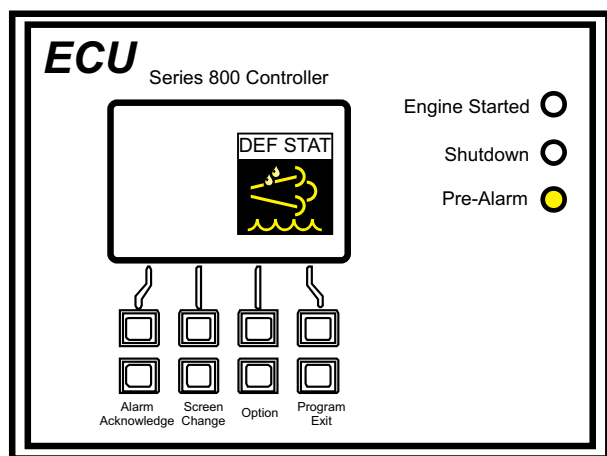 ECU
Series 800 Controller
Engine Started
Shutdown
Pre-Alarm
DEF STAT
Alarm
Acknowledge
Screen
Change
Option
Program
Exit